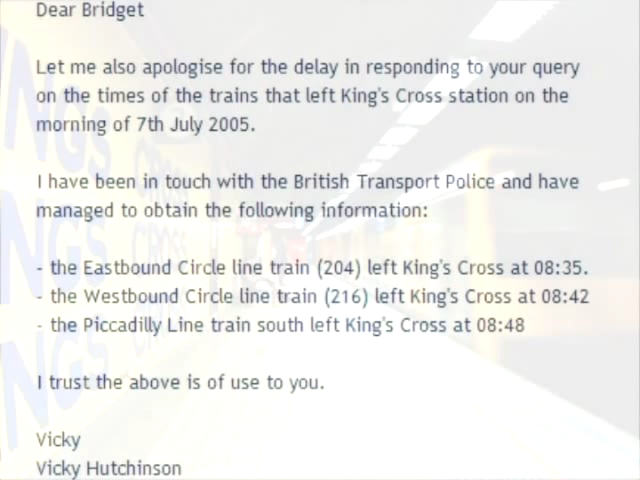 Dear Bridget
Let me also apologise for the delay in responding to your query
on the times of the trains that left King's Cross station on the
morning of 7th July 2005.
I have been in touch with the British Transport Police and have
managed to obtain the following information:
- the Eastbound Circle line train (204) left King's Cross at 08:35.
- the Westbound Circle line train (216) left King's Cross at 08:42
- the Piccadilly Line train south left King's Cross at 08:48
I trust the above is of use to you.
Vicky
Vicky Hutchinson
NGS
CROSS
NGS
CROSS
NGS